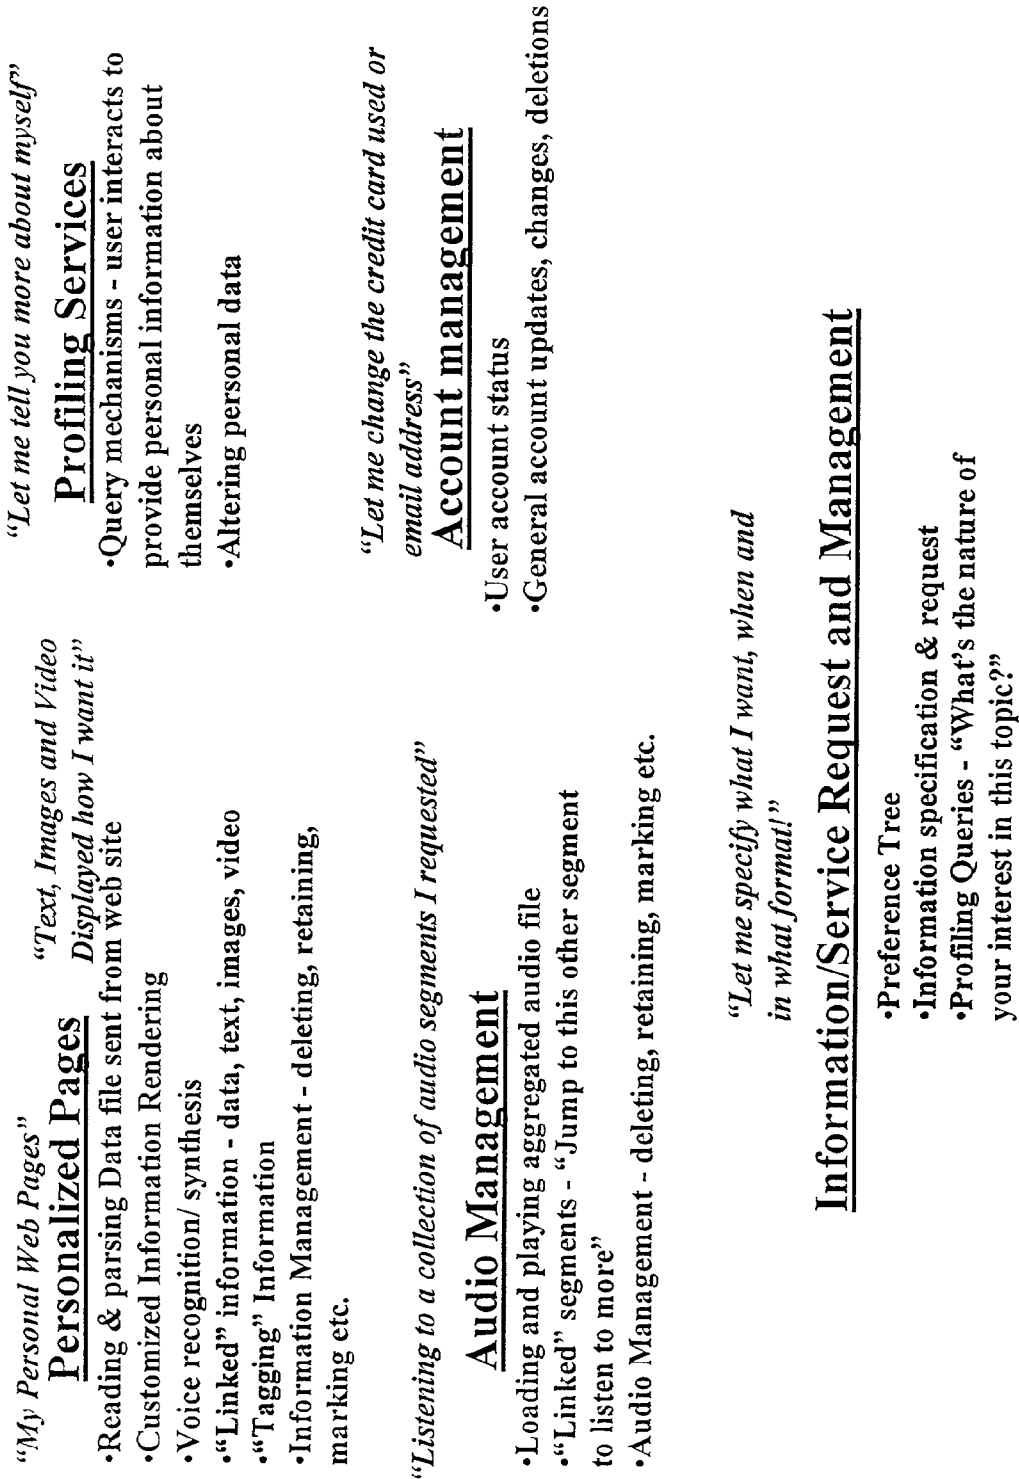 “My Personal Web Pages”
Personalized Pages
“Text, Images and Video
Displayed how I want it”
•Reading & parsing Data file sent from web site
•Customized Information Rendering
•Voice recognition/ synthesis
•“Linked” information - data, text, images, video
•“Tagging” Information
•Information Management - deleting, retaining,
marking etc.
“Let me tell you more about myself”
Profiling Services
•Query mechanisms - user interacts to
provide personal information about
themselves
•Altering personal data
“Listening to a collection of audio segments I requested”
Audio Management
•Loading and playing aggregated audio file
•“Linked” segments - “Jump to this other segment
to listen to more”
•Audio Management - deleting, retaining, marking etc.
“Let me change the credit card used or
email address”
Account management
•User account status
•General account updates, changes, deletions
“Let me specify what I want, when and
in what format!”
Information/Service Request and Management
•Preference Tree
•Information specification & request
•Profiling Queries - “What's the nature of
your interest in this topic?”